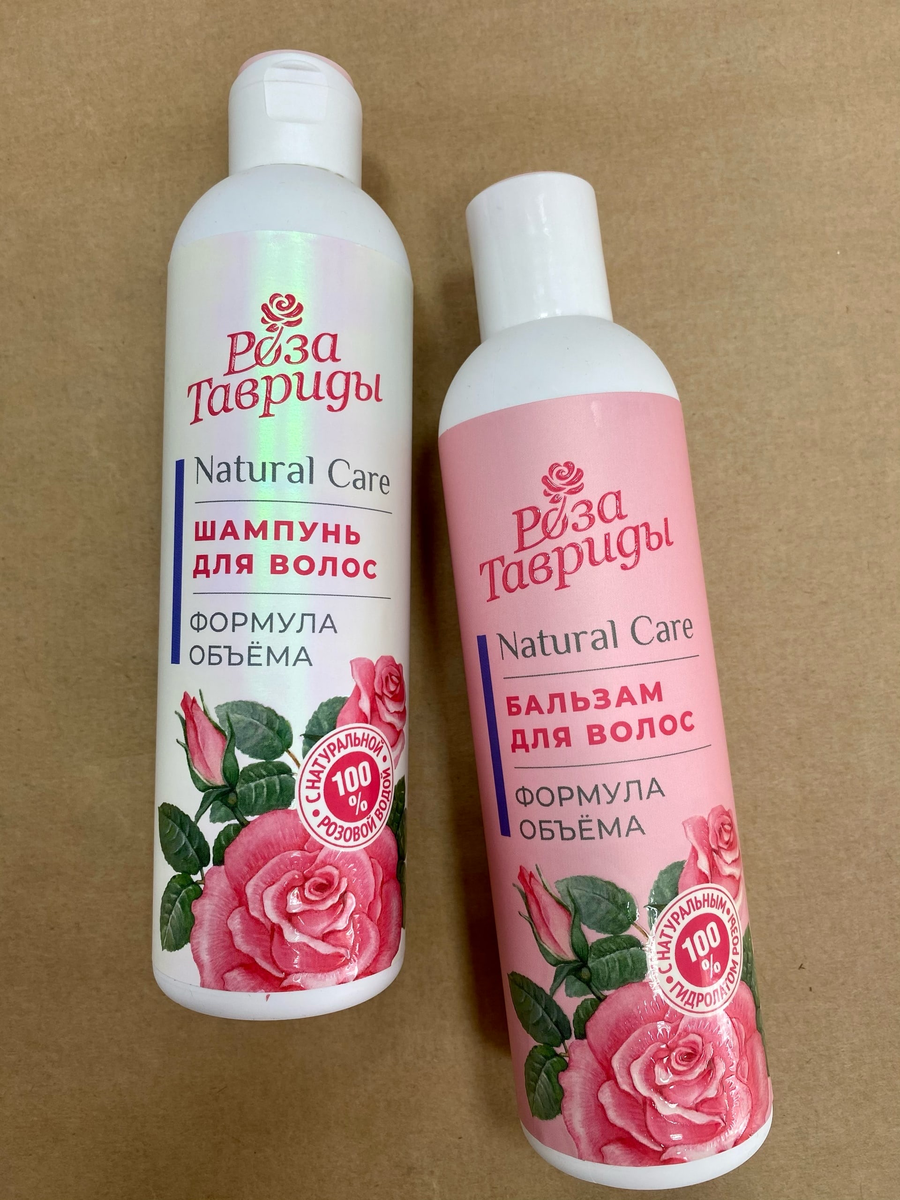 Роза
Тавриды
Natural Care
ШАМПУНЬ
ДЛЯ ВОЛОС
ФОРМУЛА
ОБЪЁМА
• С НАТУРАЛЬНОЙ •
РОЗОВОЙ ВОДОЙ
100
%
Роза
Тавриды
Natural Care
БАЛЬЗАМ
ДЛЯ ВОЛОС
ФОРМУЛА
ОБЪЁМА
• С НАТУРАЛЬНЫМ •
ГИДРОЛАТОМ РОЗЫ
100
%